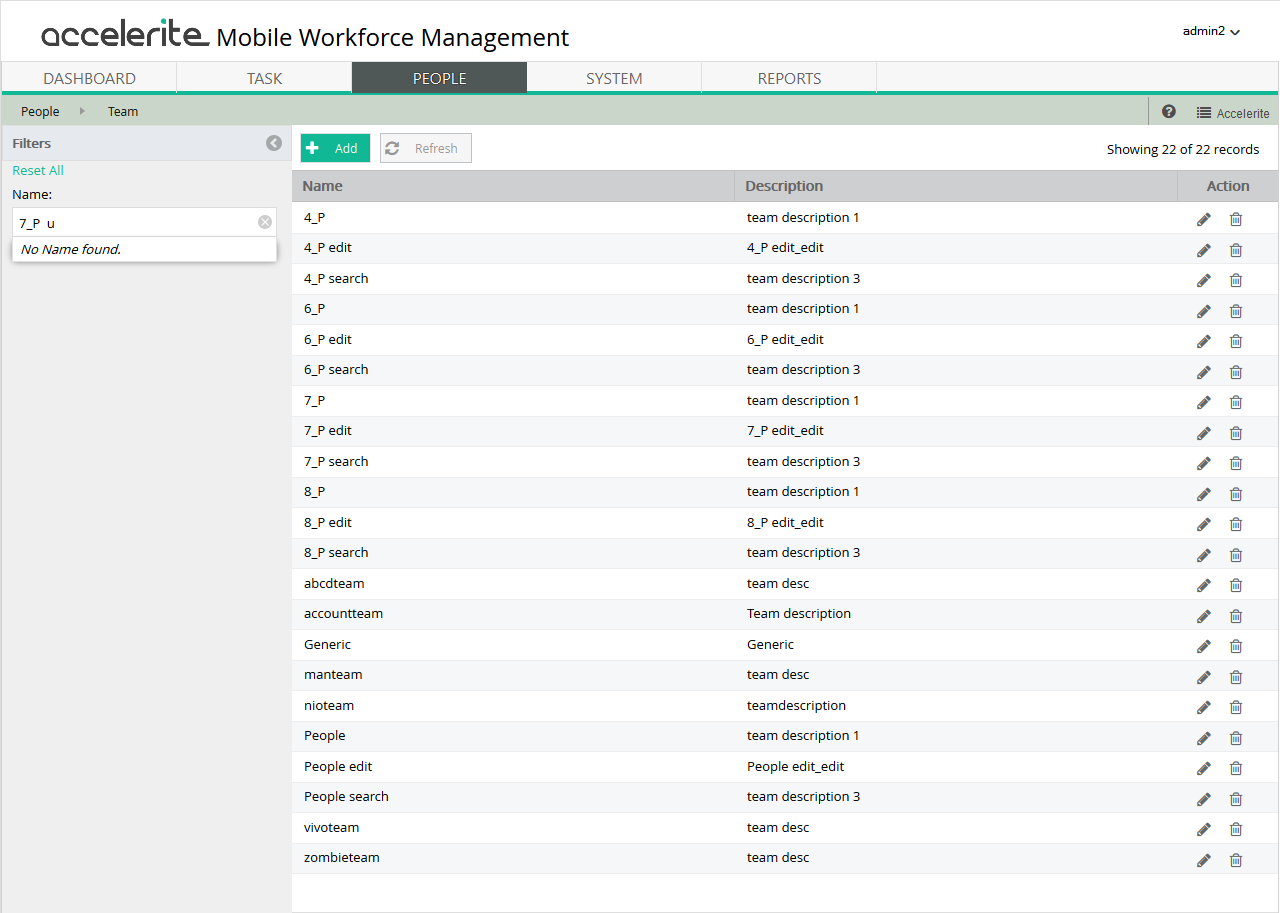 accelerite Mobile Workforce Management
admin2
DASHBOARD TASK PEOPLE SYSTEM REPORTS
People Team
Accelerite
Filters
Reset All
Name:
7_P  u
No Name found.
Add Refresh
Showing 22 of 22 records
Name Description Action
4_P team description 1
4_P edit 4_P edit_edit
4_P search team description 3
6_P team description 1
6_P edit 6_P edit_edit
6_P search team description 3
7_P team description 1
7_P edit 7_P edit_edit
7_P search team description 3
8_P team description 1
8_P edit 8_P edit_edit
8_P search team description 3
abcdteam team desc
accountteam Team description
Generic Generic
manteam team desc
nioteam teamdescription
People team description 1
People edit People edit_edit
People search team description 3
vivoteam team desc
zombieteam team desc